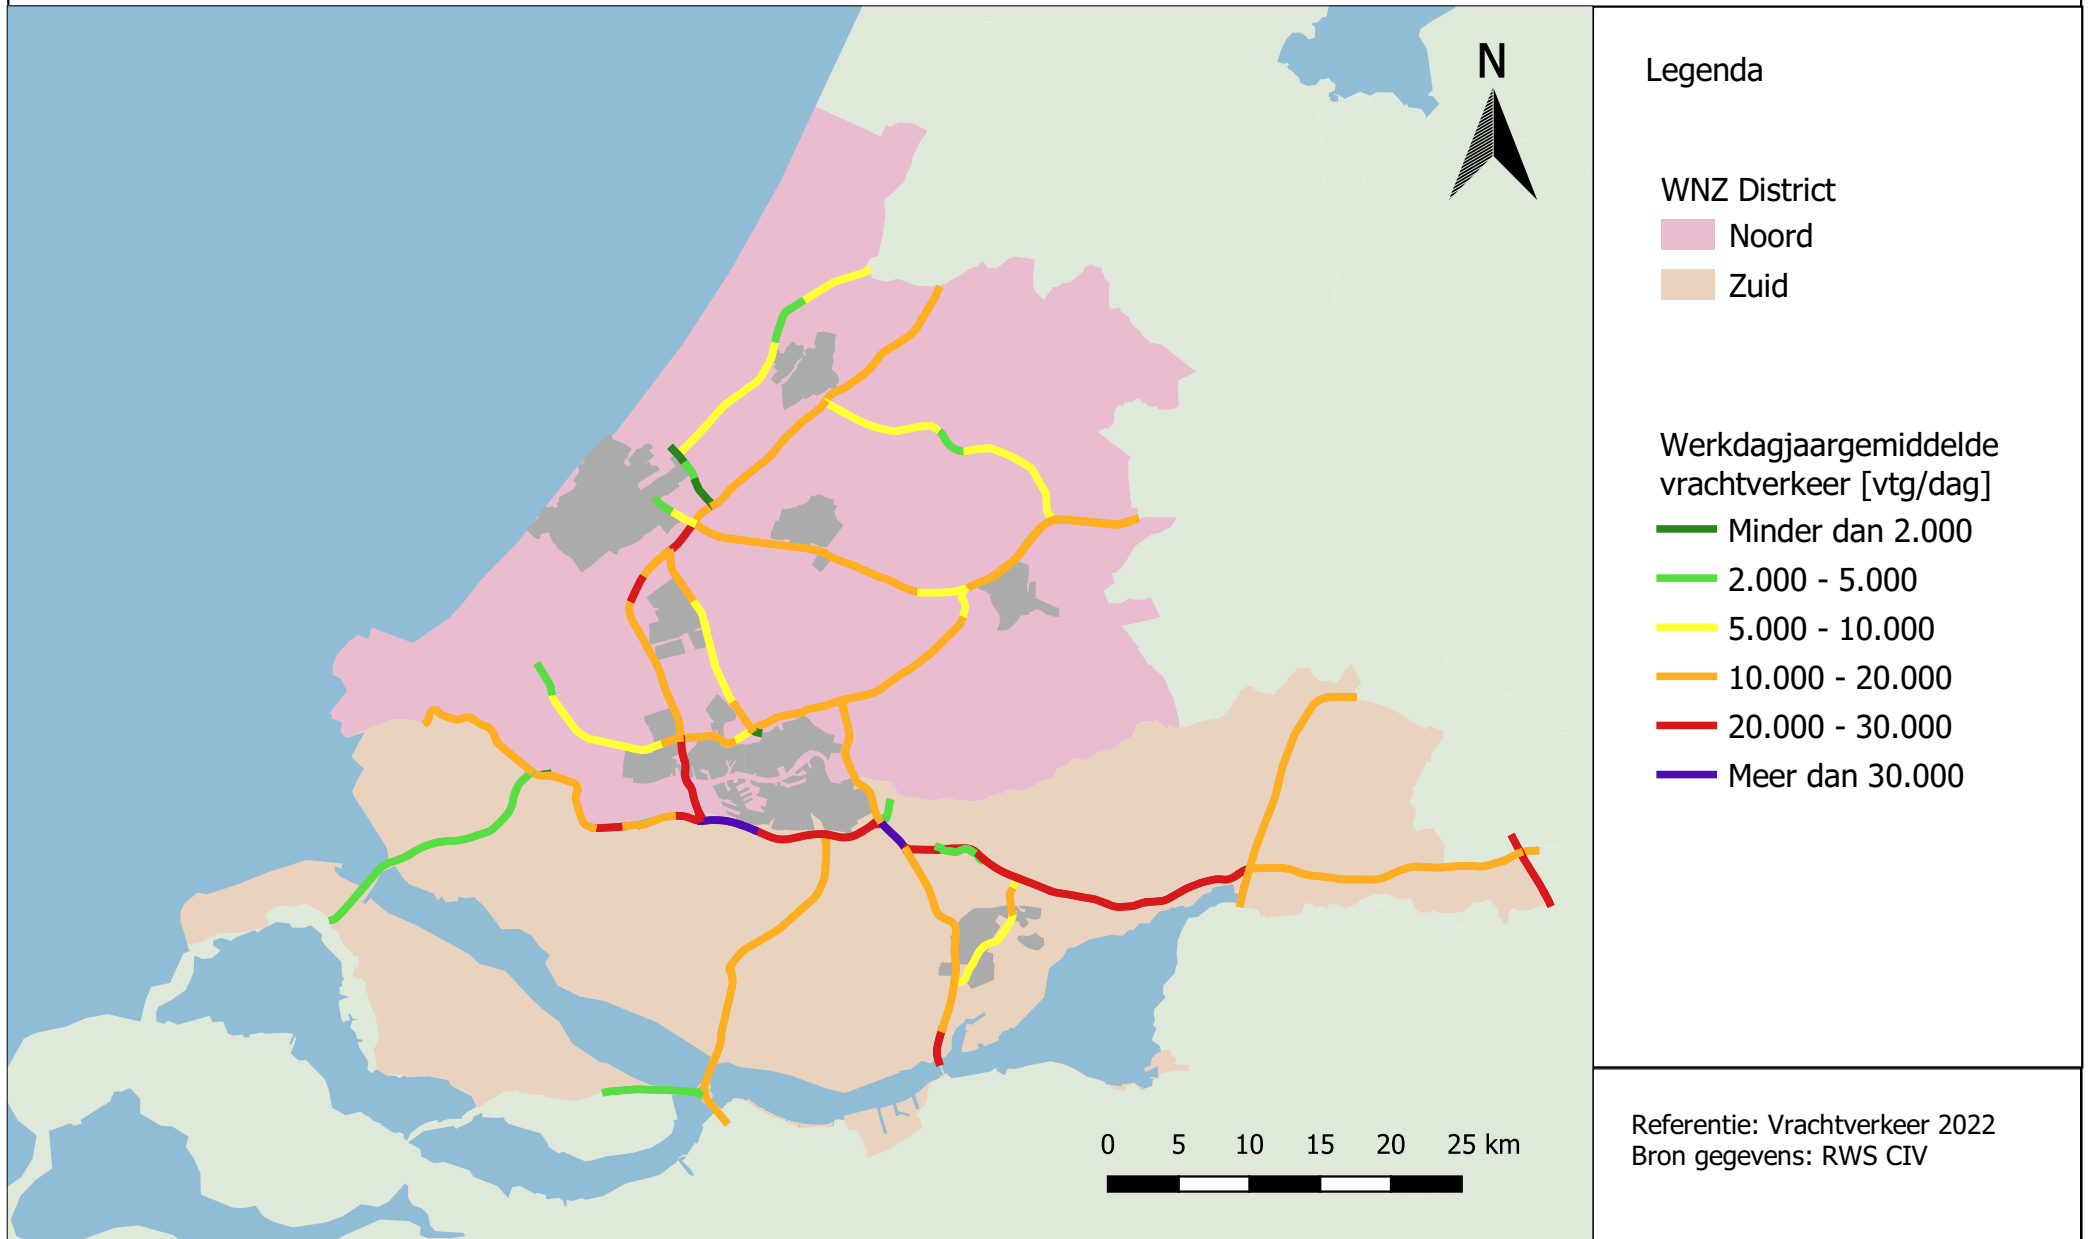 N
Legenda
WNZ District
Noord
Zuid
Werkdagjaargemiddelde
vrachtverkeer [vtg/dag]
Minder dan 2.000
2.000 - 5.000
5.000 - 10.000
10.000 - 20.000
20.000 - 30.000
Meer dan 30.000
0 5 10 15 20 25 km
Referentie: Vrachtverkeer 2022
Bron gegevens: RWS CIV